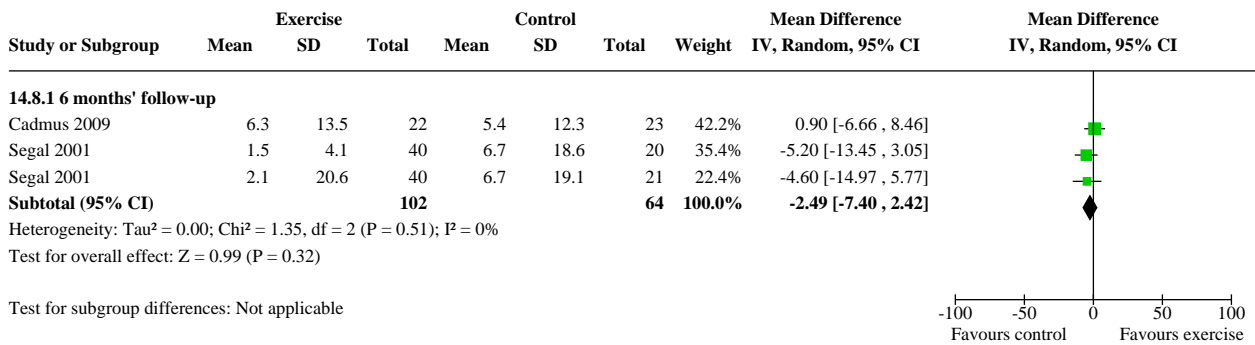 Exercise Control Mean Difference Mean Difference
Study or Subgroup Mean SD Total Mean SD Total Weight IV, Random, 95% CI IV, Random, 95% CI
14.8.1 6 months' follow-up
Cadmus 2009 6.3 13.5 22 5.4 12.3 23 42.2% 0.90 [-6.66 , 8.46]
Segal 2001 1.5 4.1 40 6.7 18.6 20 35.4% -5.20 [-13.45 , 3.05]
Segal 2001 2.1 20.6 40 6.7 19.1 21 22.4% -4.60 [-14.97 , 5.77]
Subtotal (95% CI) 102 64 100.0% -2.49 [-7.40 , 2.42]
Heterogeneity: Tau² = 0.00; Chi² = 1.35, df = 2 (P = 0.51); I² = 0%
Test for overall effect: Z = 0.99 (P = 0.32)
Test for subgroup differences: Not applicable
-100 -50 0 50 100
Favours control Favours exercise